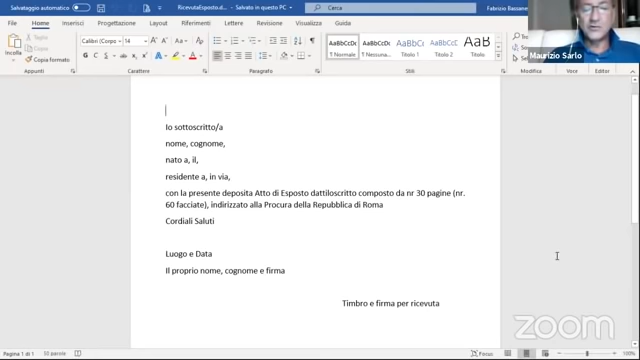 Salvataggio automatico
RicevutaEsposto.d... - Salvato in questo PC
Cerca
Fabrizio Bassane
File
Home
Inserisci
Progettazione
Layout
Riferimenti
Lettere
Revisione
Visualizza
Guida
Taglia
Copia
Copia formato
Calibri (Corpo
14
AaBbCcDc
AaBbCcDc
AaBbCc
AaBbCcD
AaB
¶ Normale
¶ Nessuna...
Titolo 1
Titolo 2
Titolo
Maurizio Sarlo
Appunti
Carattere
Paragrafo
Stili
Modifica
Voce
Editor
Io sottoscritto/a
nome, cognome,
nato a, il,
residente a, in via,
con la presente deposita Atto di Esposto dattiloscritto composto da nr 30 pagine (nr.
60 facciate), indirizzato alla Procura della Repubblica di Roma
Cordiali Saluti
Luogo e Data
Il proprio nome, cognome e firma
Timbro e firma per ricevuta
zoom
Pagina 1 di 1
58 parole
Focus
100%